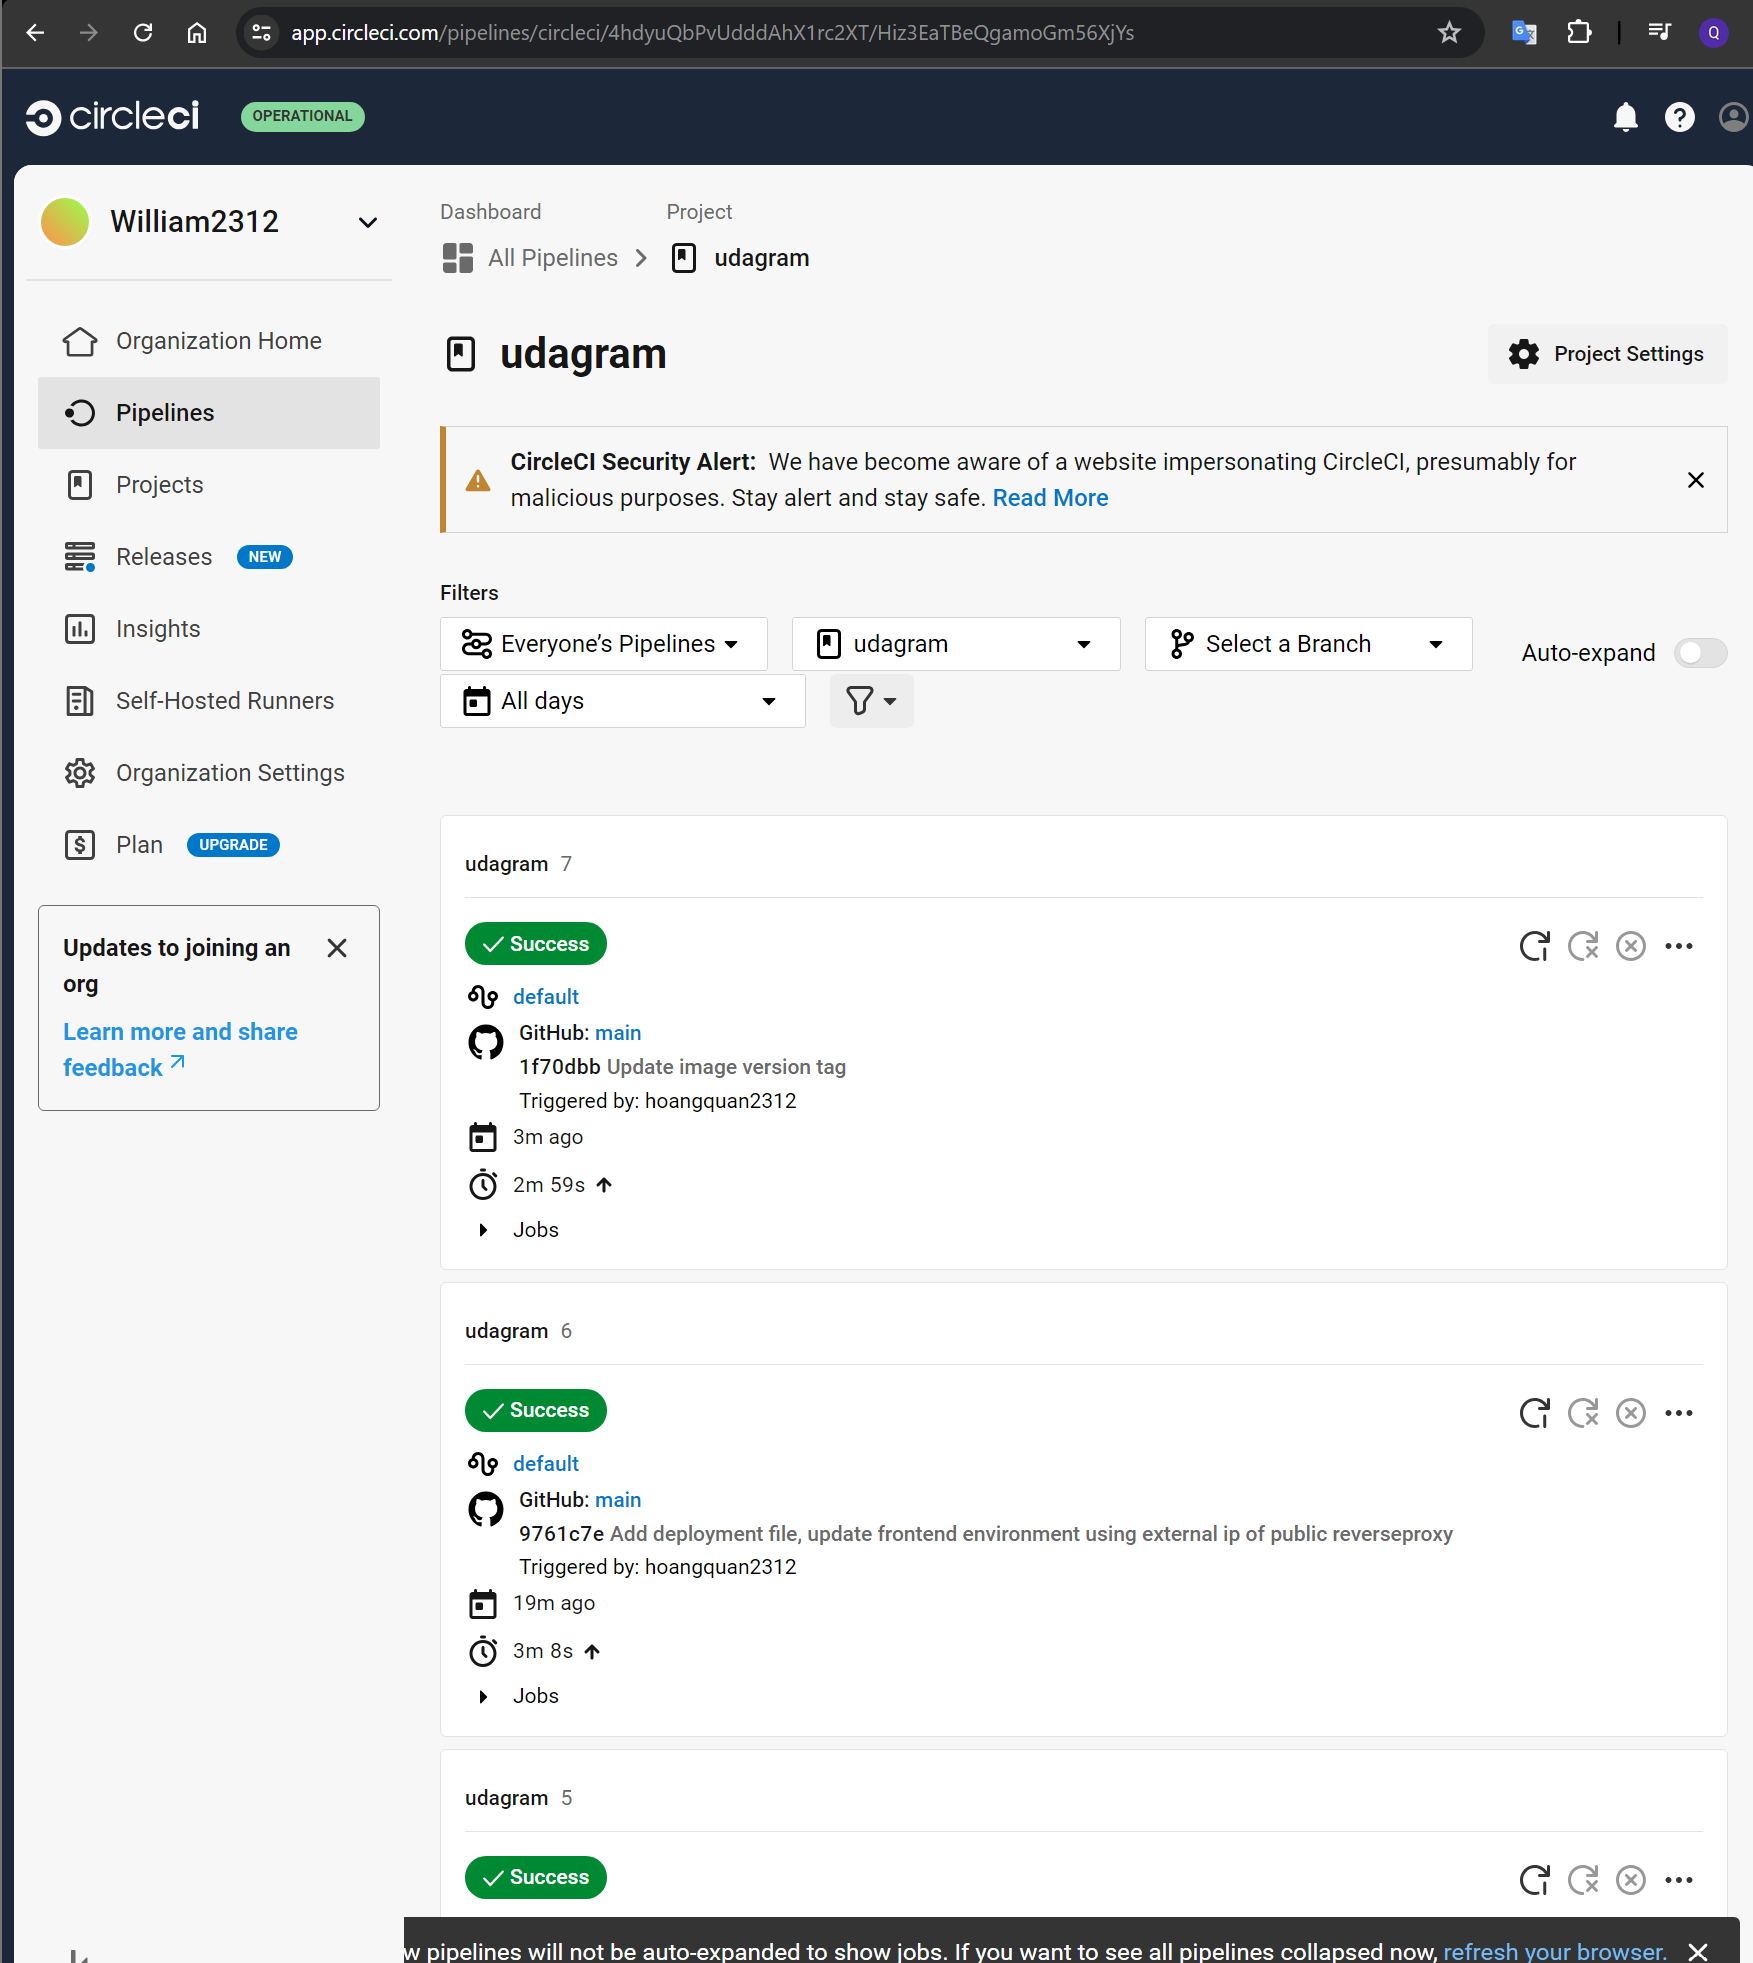 app.circleci.com/pipelines/circleci/4hdyuQbPvUdddAhX1rc2XT/Hiz3EaTBeQgamoGm56XjYs
Q
circleci
OPERATIONAL
William2312
Organization Home
Pipelines
Projects
Releases NEW
Insights
Self-Hosted Runners
Organization Settings
Plan UPGRADE
Updates to joining an
org
Learn more and share
feedback
Dashboard Project
All Pipelines udagram
udagram
Project Settings
CircleCI Security Alert: We have become aware of a website impersonating CircleCI, presumably for
malicious purposes. Stay alert and stay safe. Read More
Filters
Everyone’s Pipelines udagram Select a Branch Auto-expand
All days
udagram 7
Success
default
GitHub: main
1f70dbb Update image version tag
Triggered by: hoangquan2312
3m ago
2m 59s
Jobs
udagram 6
Success
default
GitHub: main
9761c7e Add deployment file, update frontend environment using external ip of public reverseproxy
Triggered by: hoangquan2312
19m ago
3m 8s
Jobs
udagram 5
Success
w pipelines will not be auto-expanded to show jobs. If you want to see all pipelines collapsed now, refresh your browser.